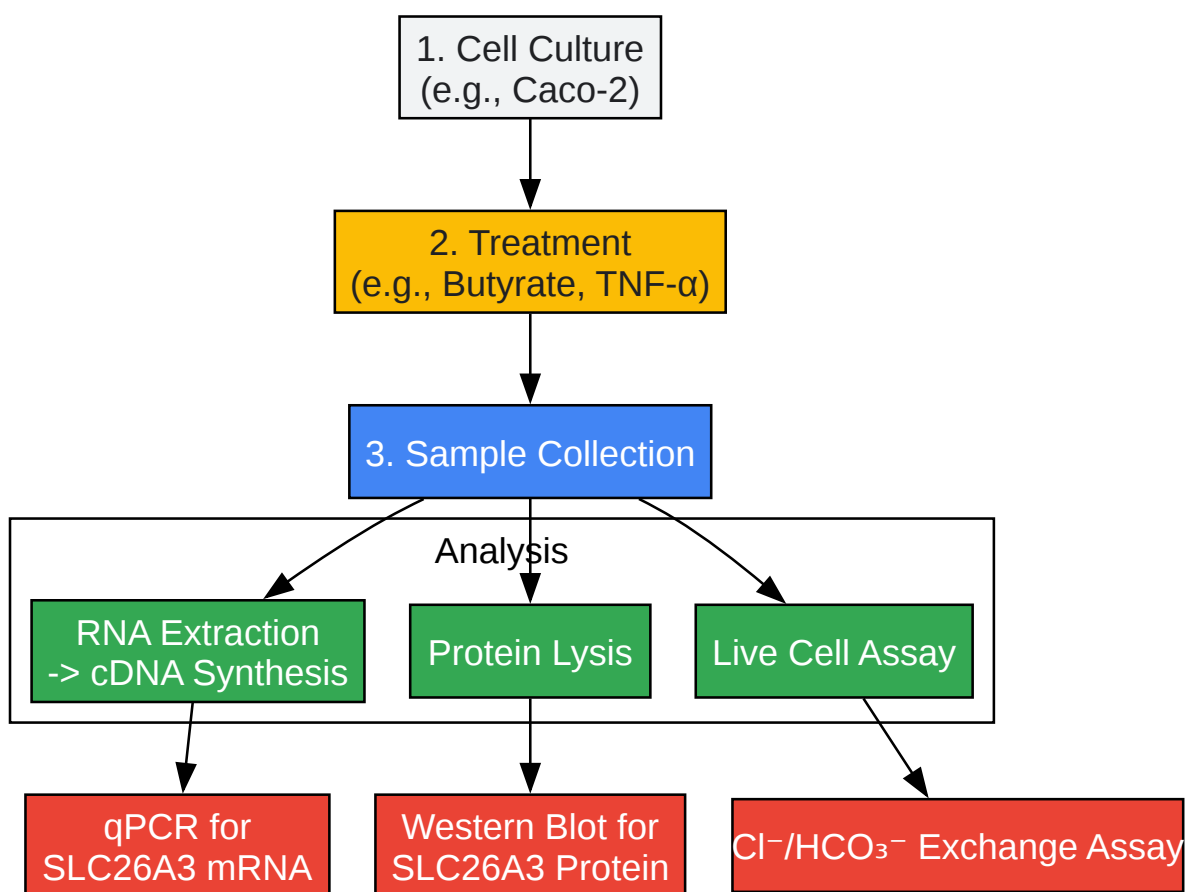 1. Cell Culture
(e.g., Caco-2)
2. Treatment
(e.g., Butyrate, TNF-α)
3. Sample Collection
Analysis
RNA Extraction
-> cDNA Synthesis
Protein Lysis
Live Cell Assay
qPCR for
SLC26A3 mRNA
Western Blot for
SLC26A3 Protein
Cl⁻/HCO₃⁻ Exchange Assay